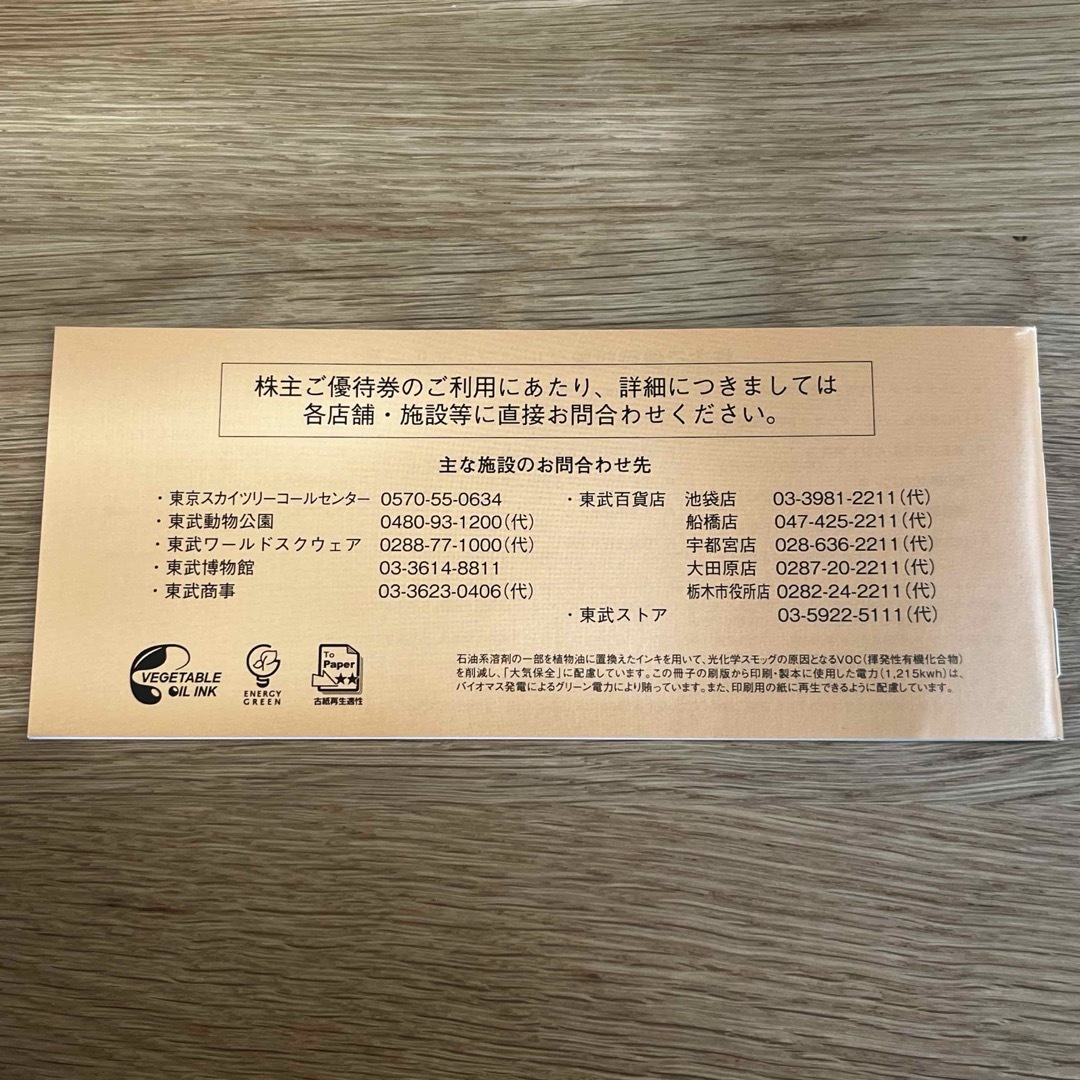 株主ご優待券のご利用にあたり、詳細につきましては
各店舗・施設等に直接お問合わせください。
主な施設のお問合わせ先
・東京スカイツリーコールセンター 0570-55-0634
・東武動物公園 0480-93-1200(代)
・東武ワールドスクウェア 0288-77-1000(代)
・東武博物館 03-3614-8811
・東武商事 03-3623-0406(代)
・東武百貨店 池袋店 03-3981-2211(代)
船橋店 047-425-2211(代)
宇都宮店 028-636-2211(代)
大田原店 0287-20-2211(代)
栃木市役所店 0282-24-2211(代)
・東武ストア 03-5922-5111(代)
VEGETABLE
OIL INK
ENERGY
GREEN
To
Paper
古紙再生適性
石油系溶剤の一部を植物油に置換えたインキを用いて、光化学スモッグの原因となるVOC(揮発性有機化合物)
を削減し、「大気保全」に配慮しています。この冊子の刷版から印刷・製本に使用した電力(1,215kwh)は、
バイオマス発電によるグリーン電力により賄っています。また、印刷用の紙に再生できるように配慮しています。